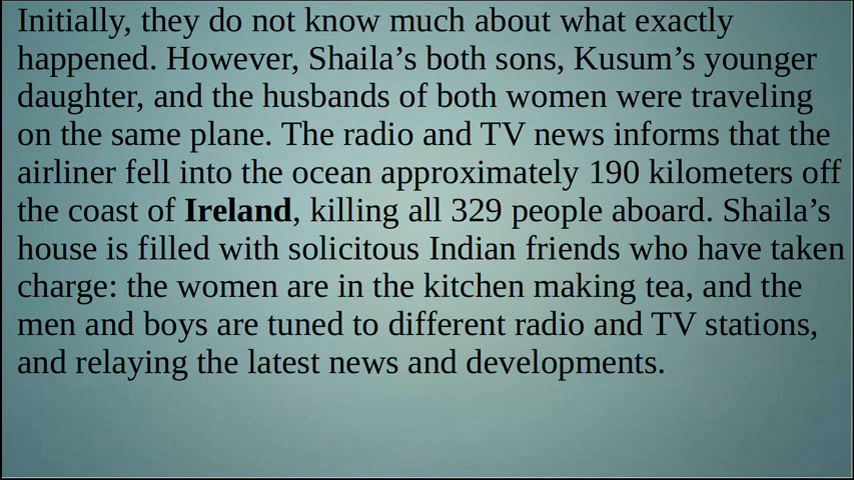 Initially, they do not know much about what exactly
happened. However, Shaila’s both sons, Kusum’s younger
daughter, and the husbands of both women were traveling
on the same plane. The radio and TV news informs that the
airliner fell into the ocean approximately 190 kilometers off
the coast of Ireland, killing all 329 people aboard. Shaila’s
house is filled with solicitous Indian friends who have taken
charge: the women are in the kitchen making tea, and the
men and boys are tuned to different radio and TV stations,
and relaying the latest news and developments.